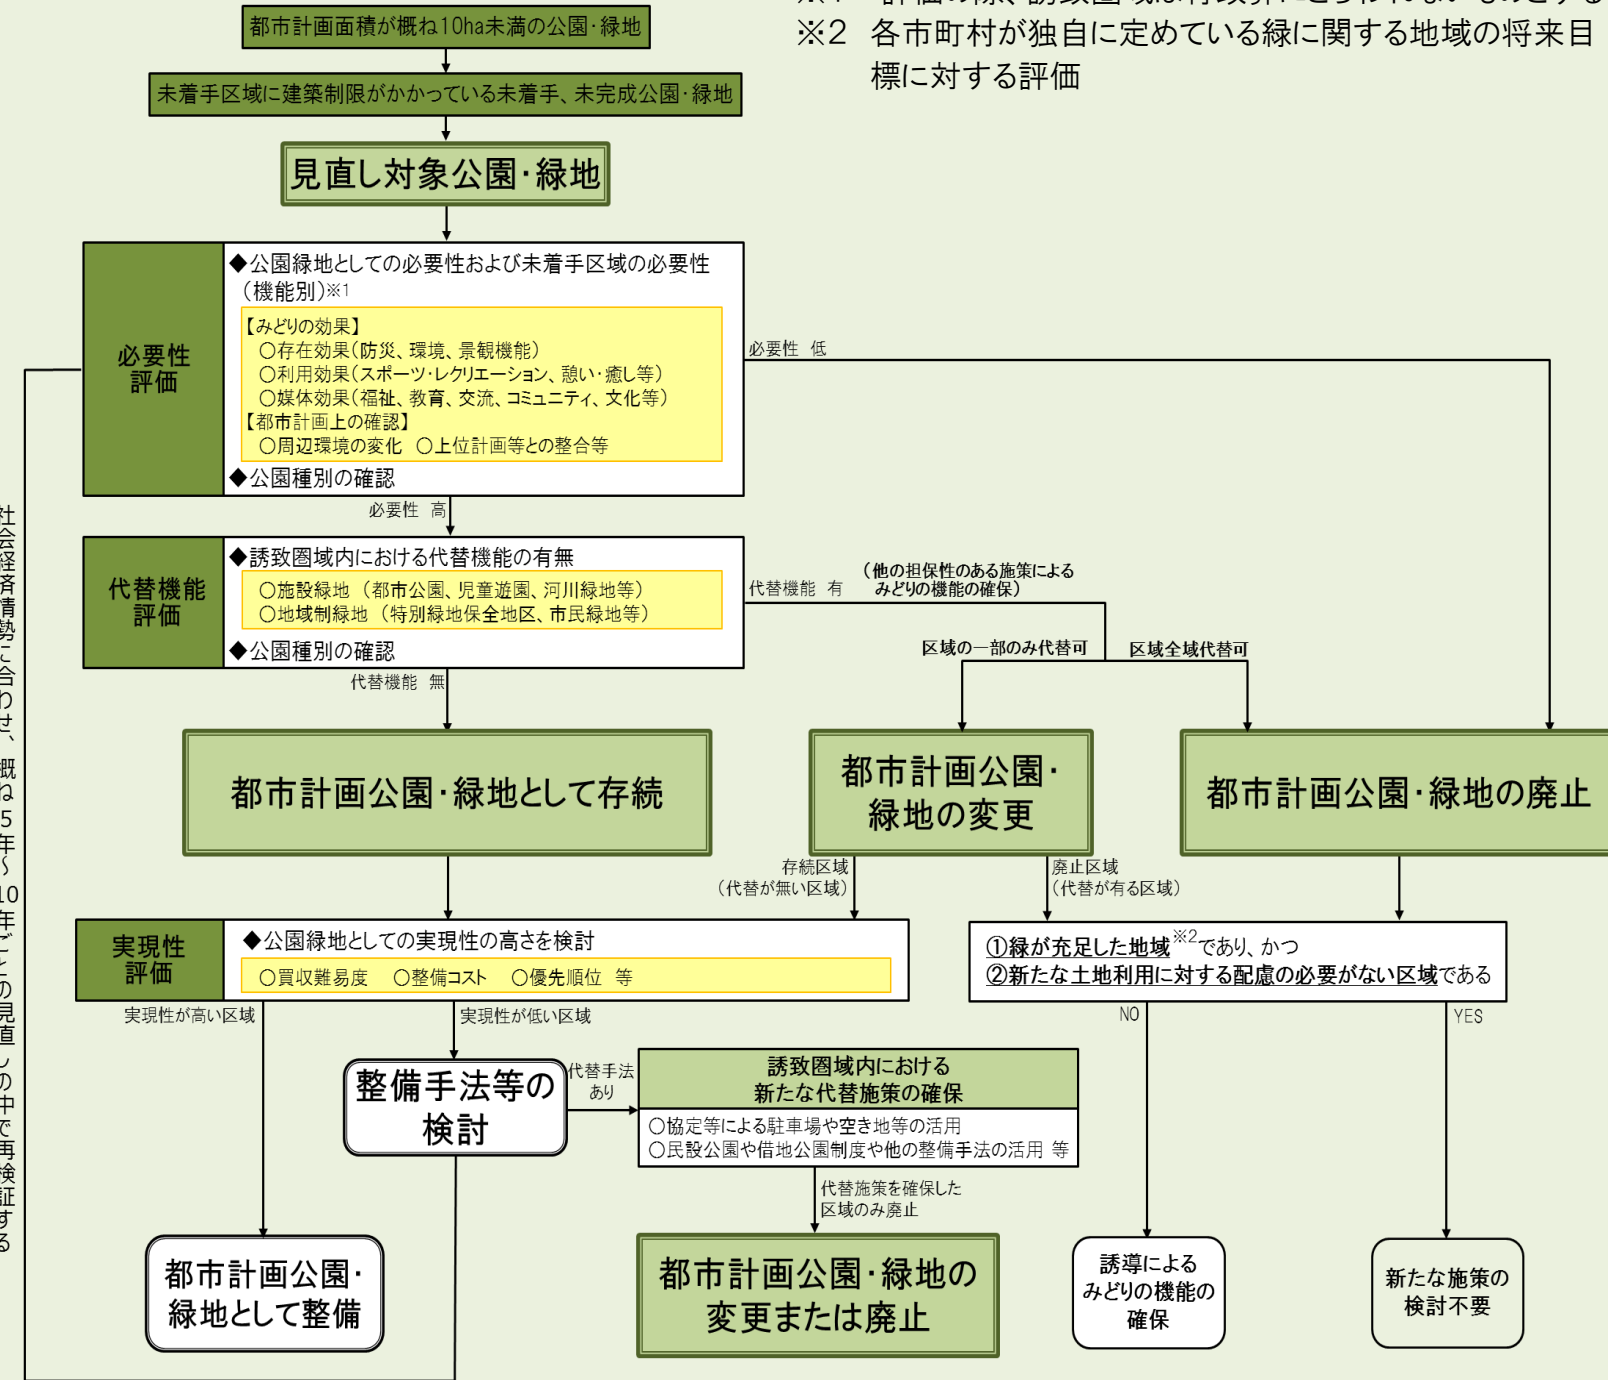 ※2 各市町村が独自に定めている緑に関する地域の将来目
標に対する評価
都市計画面積が概ね10ha未満の公園・緑地
未着手区域に建築制限がかかっている未着手、未完成公園・緑地
見直し対象公園・緑地
必要性
評価
◆公園緑地としての必要性および未着手区域の必要性
（機能別）※1
【みどりの効果】
○存在効果（防災、環境、景観機能）
○利用効果（スポーツ・レクリエーション、憩い・癒し等）
○媒体効果（福祉、教育、交流、コミュニティ、文化等）
【都市計画上の確認】
○周辺環境の変化 ○上位計画等との整合等
◆公園種別の確認
必要性 低
必要性 高
代替機能
評価
◆誘致圏域内における代替機能の有無
○施設緑地（都市公園、児童遊園、河川緑地等）
○地域制緑地（特別緑地保全地区、市民緑地等）
◆公園種別の確認
代替機能 有
（他の担保性のある施策による
みどりの機能の確保）
区域の一部のみ代替可
区域全域代替可
代替機能 無
都市計画公園・緑地として存続
都市計画公園・
緑地の変更
都市計画公園・緑地の廃止
存続区域
（代替が無い区域）
廃止区域
（代替が有る区域）
実現性
評価
◆公園緑地としての実現性の高さを検討
○買収難易度 ○整備コスト ○優先順位 等
①緑が充足した地域※2であり、かつ
②新たな土地利用に対する配慮の必要がない区域である
実現性が高い区域
実現性が低い区域
NO
YES
整備手法等の
検討
代替手法
あり
誘致圏域内における
新たな代替施策の確保
○協定等による駐車場や空き地等の活用
○民設公園や借地公園制度や他の整備手法の活用 等
代替施策を確保した
区域のみ廃止
都市計画公園・
緑地として整備
都市計画公園・緑地の
変更または廃止
誘導による
みどりの機能の
確保
新たな施策の
検討不要
社会経済情勢に合わせ、概ね5年～10年ごとの見直しの中で再検証する